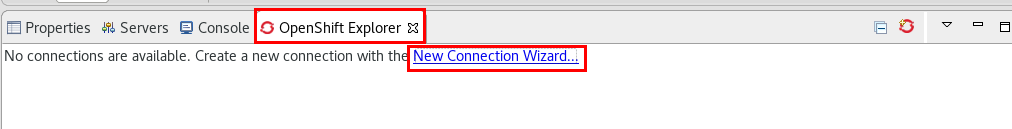 Properties Servers Console OpenShift Explorer
No connections are available. Create a new connection with the New Connection Wizard...